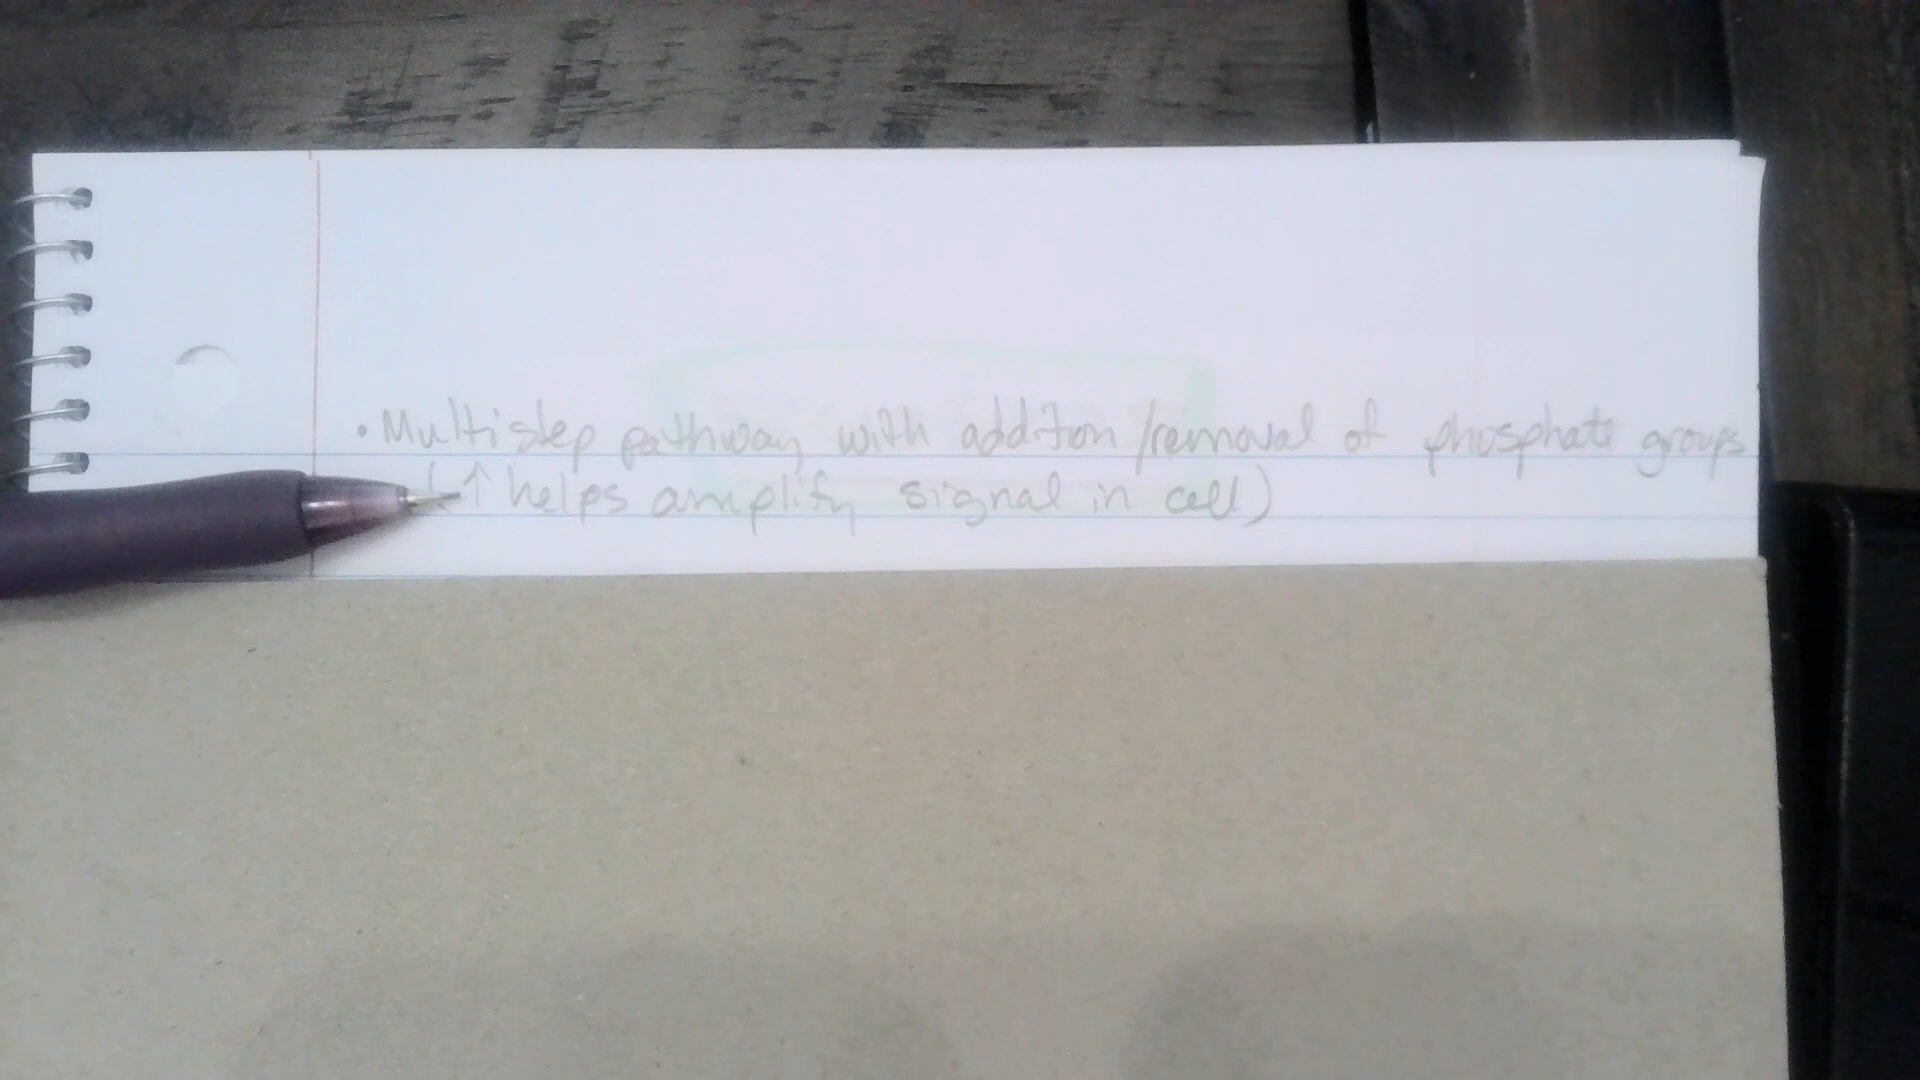 • Multistep pathway with addition/removal of phosphate groups
(↑ helps amplify signal in cell)